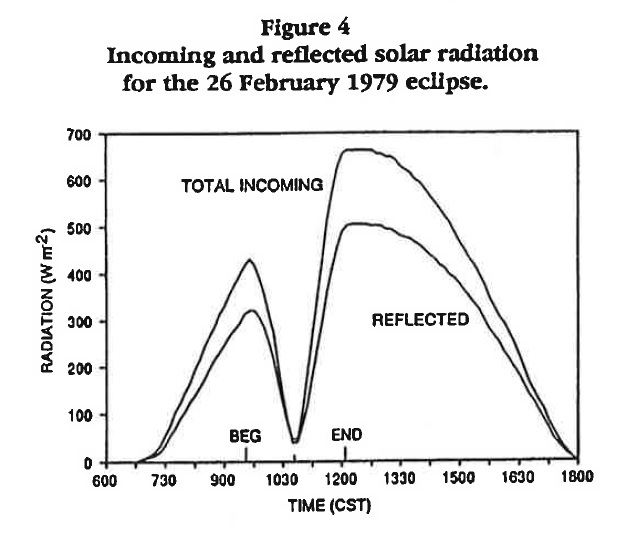 Figure 4
Incoming and reflected solar radiation
for the 26 February 1979 eclipse.
700
600
500
400
300
200
100
0
RADIATION (W m-2)
TOTAL INCOMING
REFLECTED
BEG
END
600 730 900 1030 1200 1330 1500 1630 1800
TIME (CST)